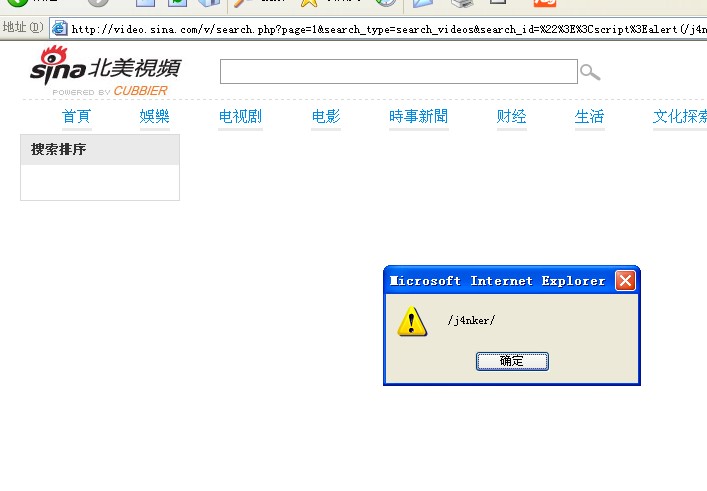 地址(D) http://video.sina.com/v/search.php?page=1&search_type=search_videos&search_id=%22%3E%3Cscript%3Ealert(/j4n
sina北美視頻
POWERED BY CUBBIER
首頁 娛樂 电视剧 电影 時事新聞 财经 生活 文化探索
搜索排序
Microsoft Internet Explorer
/j4nker/
确定